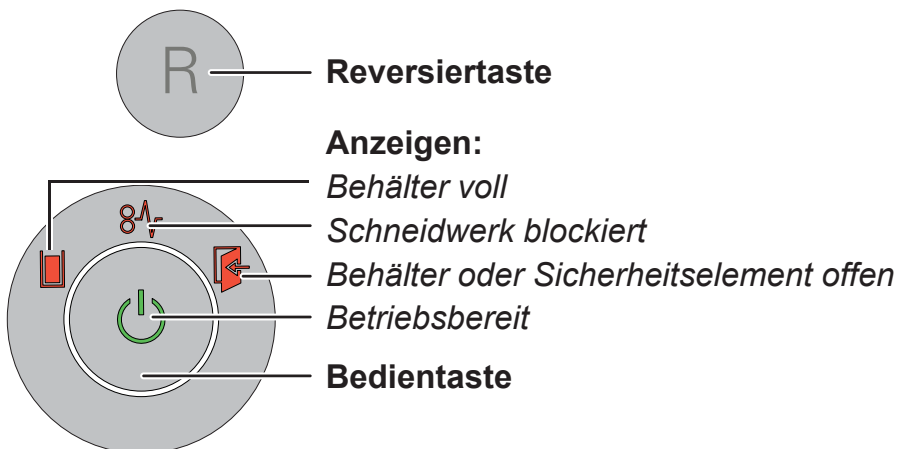 R
Reversiertaste
Anzeigen:
Behälter voll
Schneidwerk blockiert
Behälter oder Sicherheitselement offen
Betriebsbereit
Bedientaste